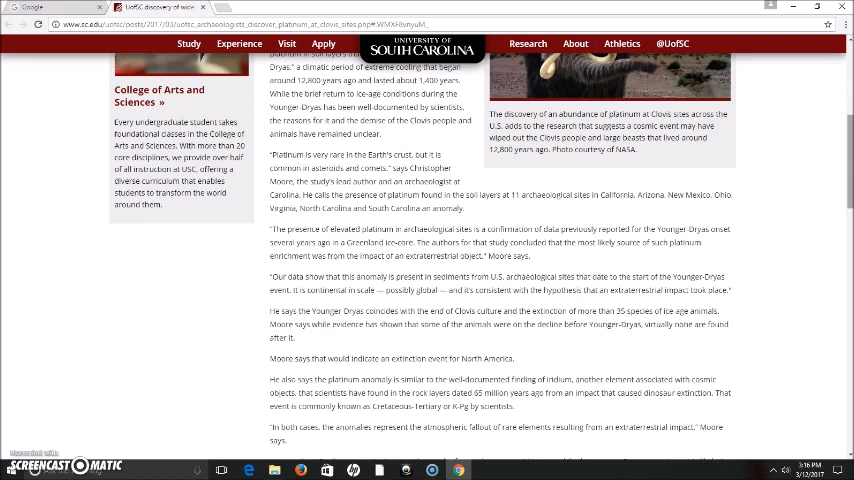 Google
UofSC discovery of wides
www.sc.edu/uofsc/posts/2017/03/uofsc_archaeologists_discover_platinum_at_clovis_sites.php#.WMXF8vnyuM_
Study Experience Visit Apply
UNIVERSITY OF
SOUTH CAROLINA
Research About Athletics @UofSC
College of Arts and
Sciences »
Every undergraduate student takes
foundational classes in the College of
Arts and Sciences. With more than 20
core disciplines, we provide over half
of all instruction at USC, offering a
diverse curriculum that enables
students to transform the world
around them.
platinum in soil layers that
Dryas," a climatic period of extreme cooling that began
around 12,800 years ago and lasted about 1,400 years.
While the brief return to ice-age conditions during the
Younger-Dryas has been well-documented by scientists,
the reasons for it and the demise of the Clovis people and
animals have remained unclear.
"Platinum is very rare in the Earth's crust, but it is
common in asteroids and comets," says Christopher
Moore, the study's lead author and an archaeologist at
Carolina. He calls the presence of platinum found in the soil layers at 11 archaeological sites in California, Arizona, New Mexico, Ohio,
Virginia, North Carolina and South Carolina an anomaly.
"The presence of elevated platinum in archaeological sites is a confirmation of data previously reported for the Younger-Dryas onset
several years ago in a Greenland ice-core. The authors for that study concluded that the most likely source of such platinum
enrichment was from the impact of an extraterrestrial object," Moore says.
"Our data show that this anomaly is present in sediments from U.S. archaeological sites that date to the start of the Younger-Dryas
event. It is continental in scale — possibly global — and it's consistent with the hypothesis that an extraterrestrial impact took place."
He says the Younger-Dryas coincides with the end of Clovis culture and the extinction of more than 35 species of ice-age animals.
Moore says while evidence has shown that some of the animals were on the decline before Younger-Dryas, virtually none are found
after it.
Moore says that would indicate an extinction event for North America.
He also says the platinum anomaly is similar to the well-documented finding of iridium, another element associated with cosmic
objects, that scientists have found in the rock layers dated 65 million years ago from an impact that caused dinosaur extinction. That
event is commonly known as Cretaceous-Tertiary or K-Pg by scientists.
"In both cases, the anomalies represent the atmospheric fallout of rare elements resulting from an extraterrestrial impact," Moore
says.
The discovery of an abundance of platinum at Clovis sites across the
U.S. adds to the research that suggests a cosmic event may have
wiped out the Clovis people and large beasts that lived around
12,800 years ago. Photo courtesy of NASA.
Recorded with
SCREENCAST MATIC
3:16 PM
3/12/2017